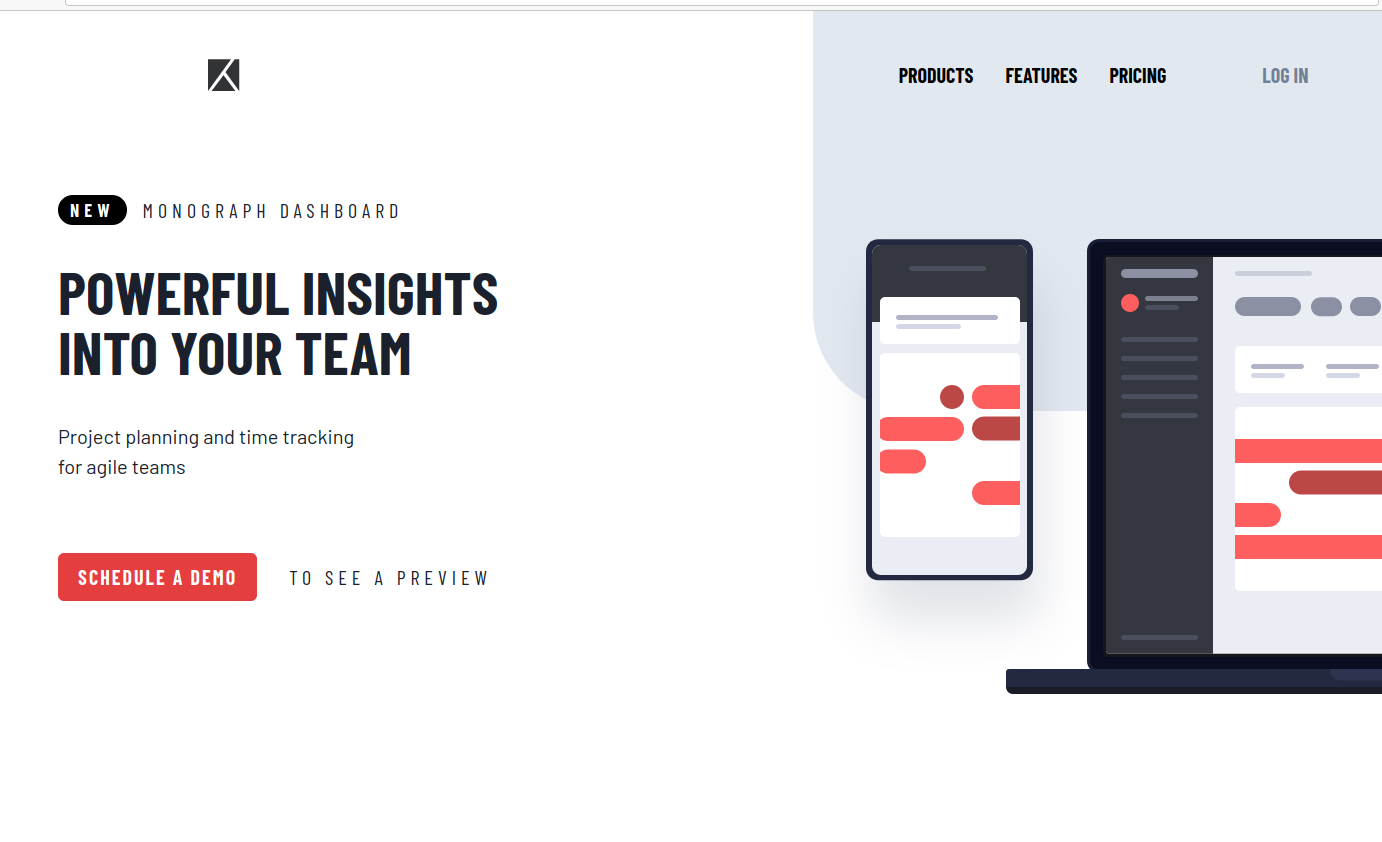 PRODUCTS FEATURES PRICING LOG IN
NEW MONOGRAPH DASHBOARD
POWERFUL INSIGHTS
INTO YOUR TEAM
Project planning and time tracking
for agile teams
SCHEDULE A DEMO TO SEE A PREVIEW